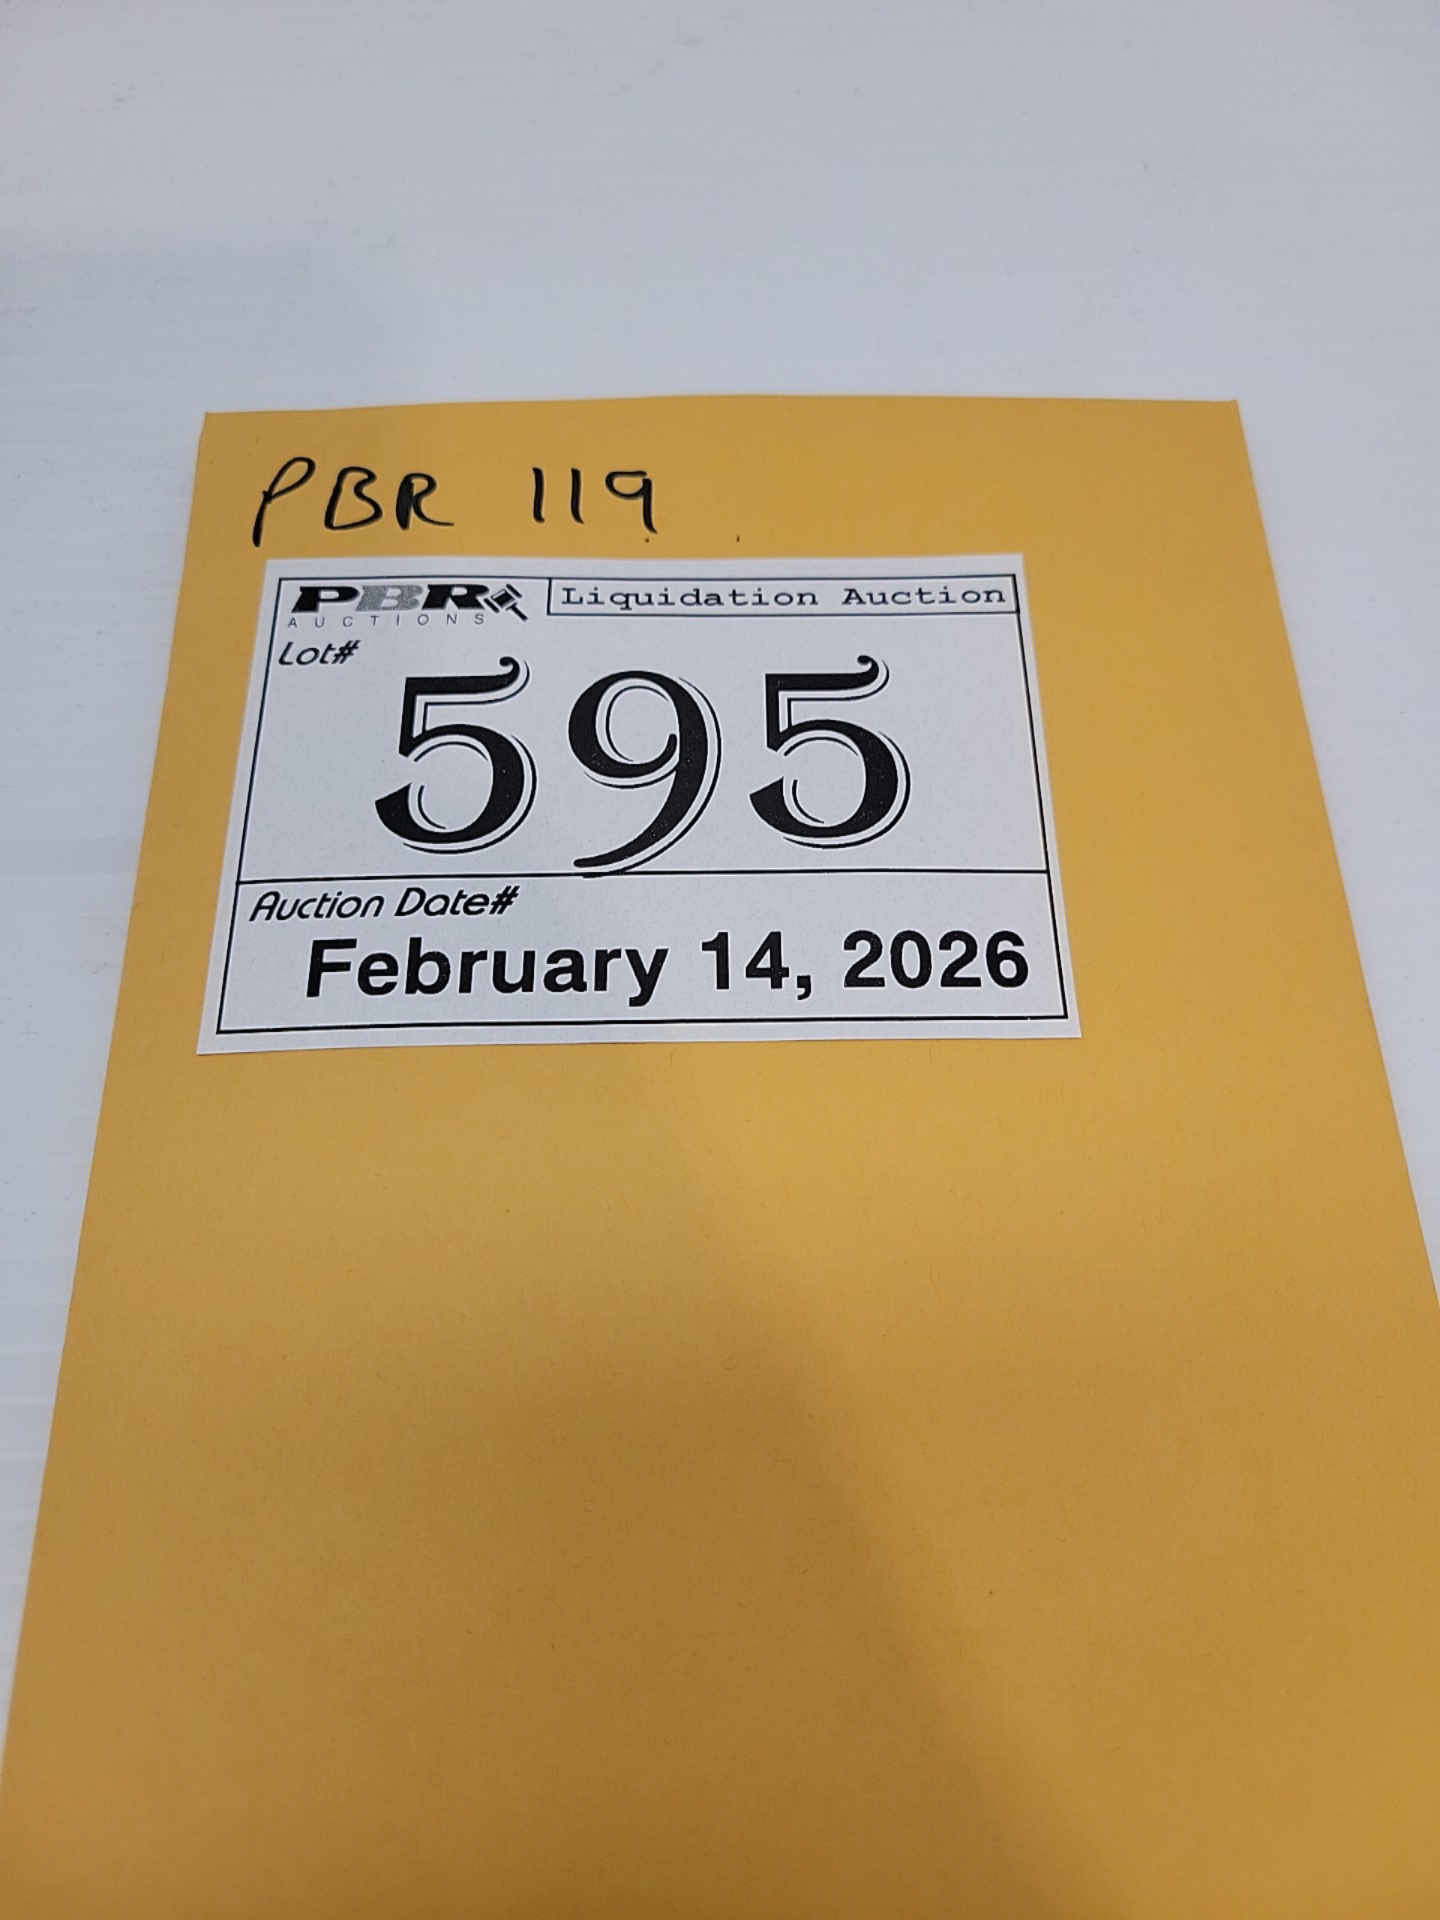 PBR 119
PBR Liquidation Auction
AUCTIONS
Lot#
595
Auction Date#
February 14, 2026